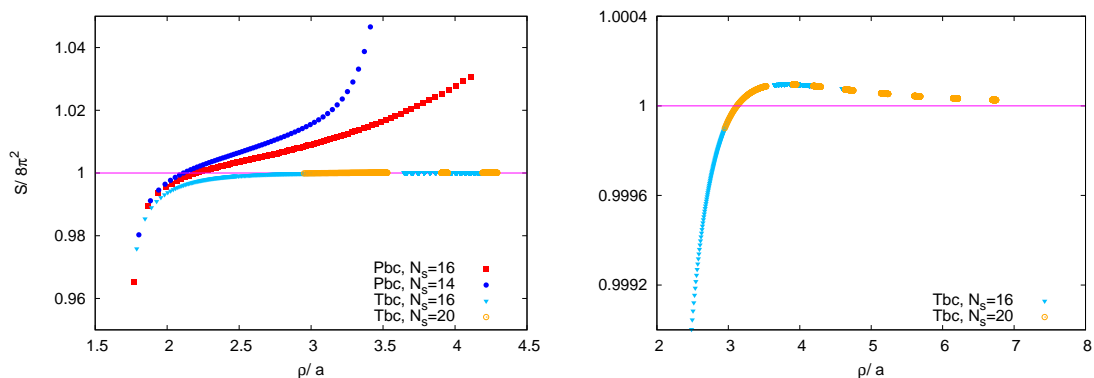 S/ 8π²
1.04
1.02
1
0.98
0.96
Pbc, Nₛ=16
Pbc, Nₛ=14
Tbc, Nₛ=16
Tbc, Nₛ=20
1.5 2 2.5 3 3.5 4 4.5
ρ/ a
1.0004
1
0.9996
0.9992
Tbc, Nₛ=16
Tbc, Nₛ=20
2 3 4 5 6 7 8
ρ/ a